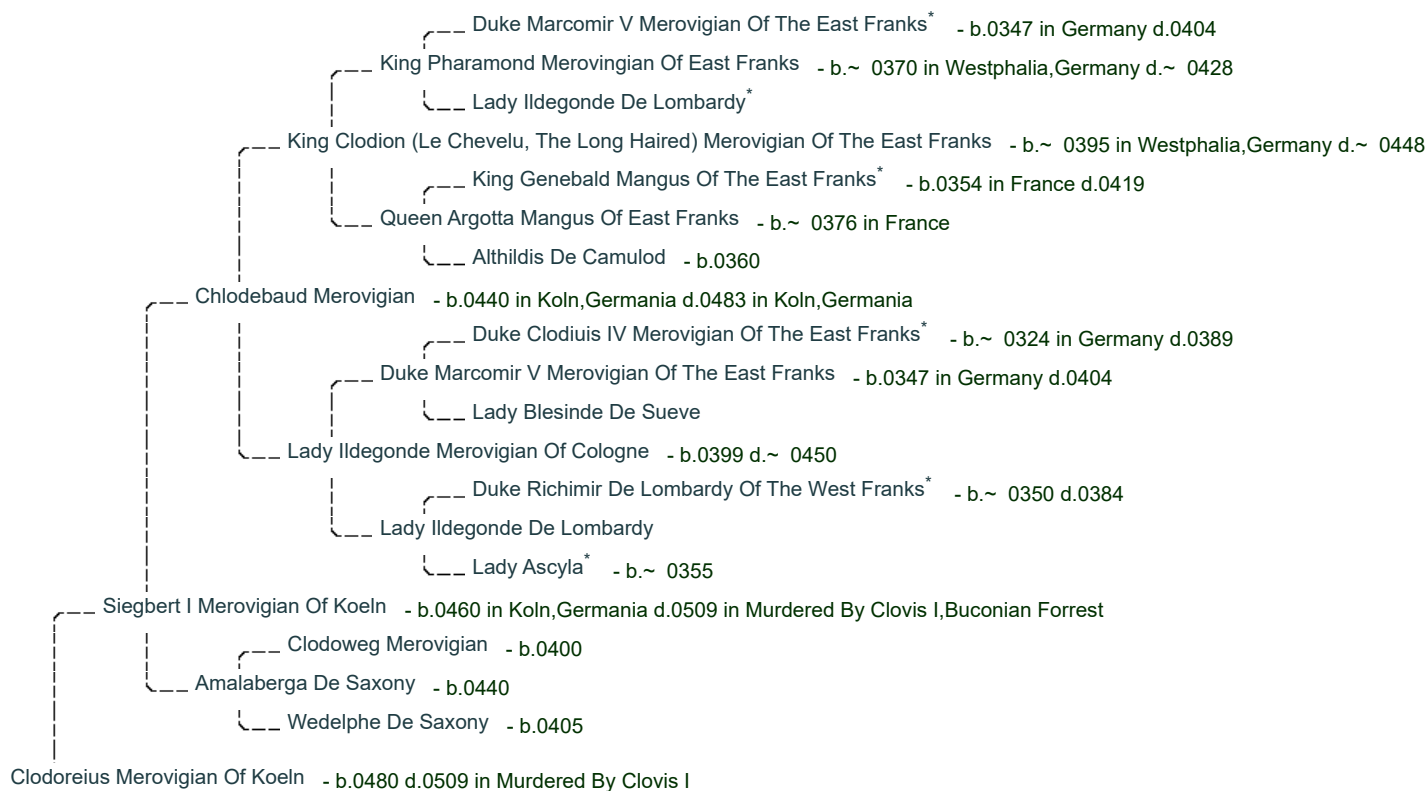 Duke Marcomir V Merovigian Of The East Franks* - b.0347 in Germany d.0404
King Pharamond Merovingian Of East Franks - b.~ 0370 in Westphalia,Germany d.~ 0428
Lady Ildegonde De Lombardy*
King Clodion (Le Chevelu, The Long Haired) Merovigian Of The East Franks - b.~ 0395 in Westphalia,Germany d.~ 0448
King Genebald Mangus Of The East Franks* - b.0354 in France d.0419
Queen Argotta Mangus Of East Franks - b.~ 0376 in France
Althildis De Camulod - b.0360
Chlodebaud Merovigian - b.0440 in Koln,Germania d.0483 in Koln,Germania
Duke Clodiuis IV Merovigian Of The East Franks* - b.~ 0324 in Germany d.0389
Duke Marcomir V Merovigian Of The East Franks - b.0347 in Germany d.0404
Lady Blesinde De Sueve
Lady Ildegonde Merovigian Of Cologne - b.0399 d.~ 0450
Duke Richimir De Lombardy Of The West Franks* - b.~ 0350 d.0384
Lady Ildegonde De Lombardy
Lady Ascyla* - b.~ 0355
Siegbert I Merovigian Of Koeln - b.0460 in Koln,Germania d.0509 in Murdered By Clovis I,Buconian Forrest
Clodoweg Merovigian - b.0400
Amalaberga De Saxony - b.0440
Wedelphe De Saxony - b.0405
Clodoreius Merovigian Of Koeln - b.0480 d.0509 in Murdered By Clovis I